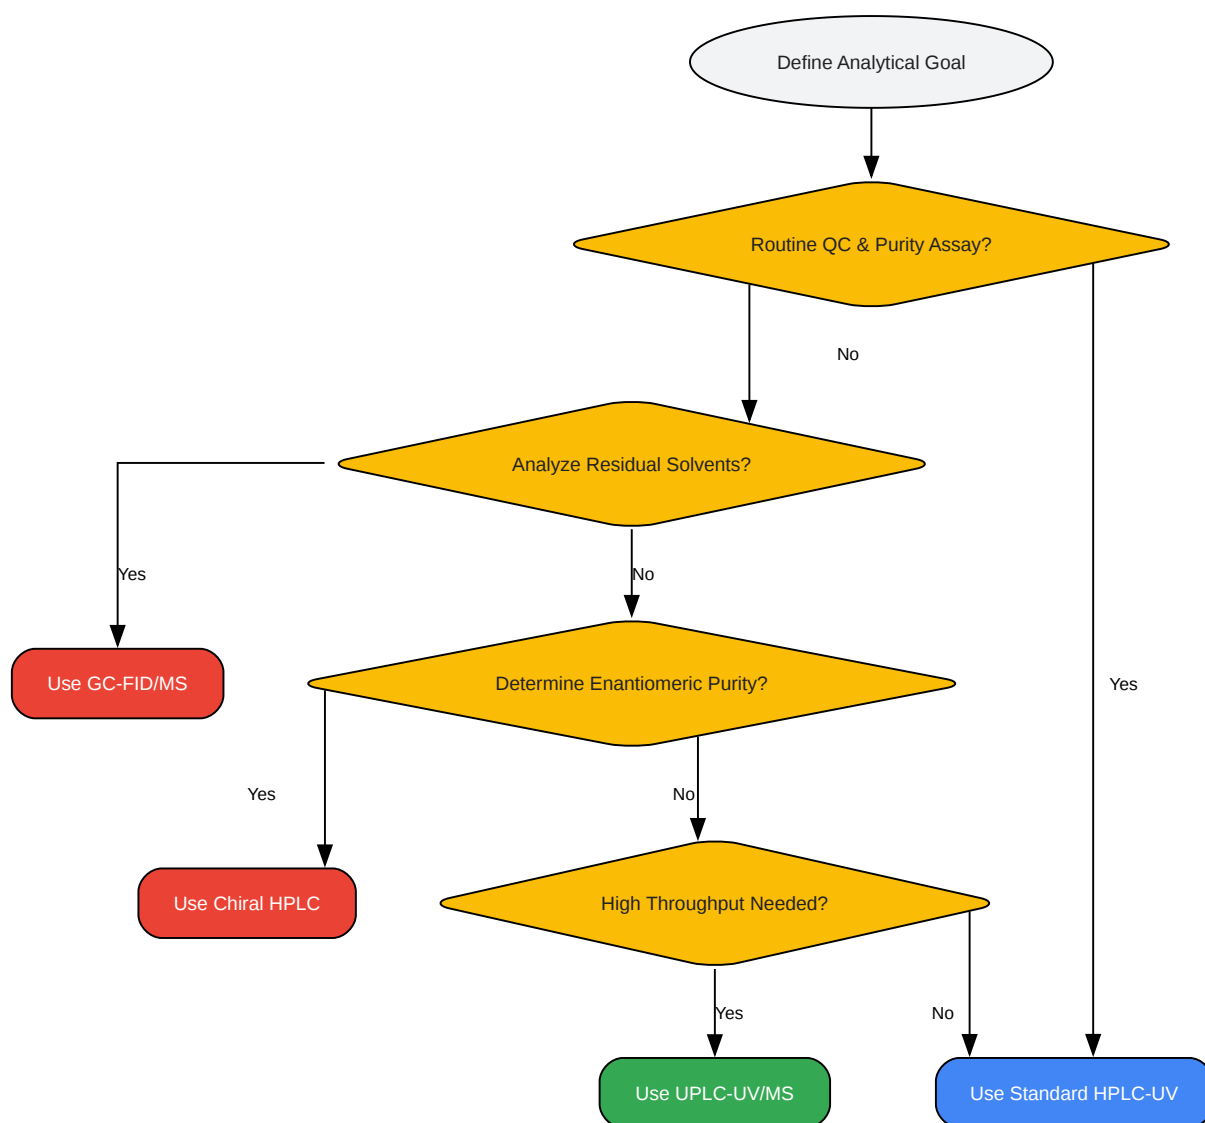 Define Analytical Goal
Routine QC & Purity Assay?
No
Analyze Residual Solvents?
Yes
No
Use GC-FID/MS
Determine Enantiomeric Purity?
Yes
Yes
No
Use Chiral HPLC
High Throughput Needed?
Yes
No
Use UPLC-UV/MS
Use Standard HPLC-UV